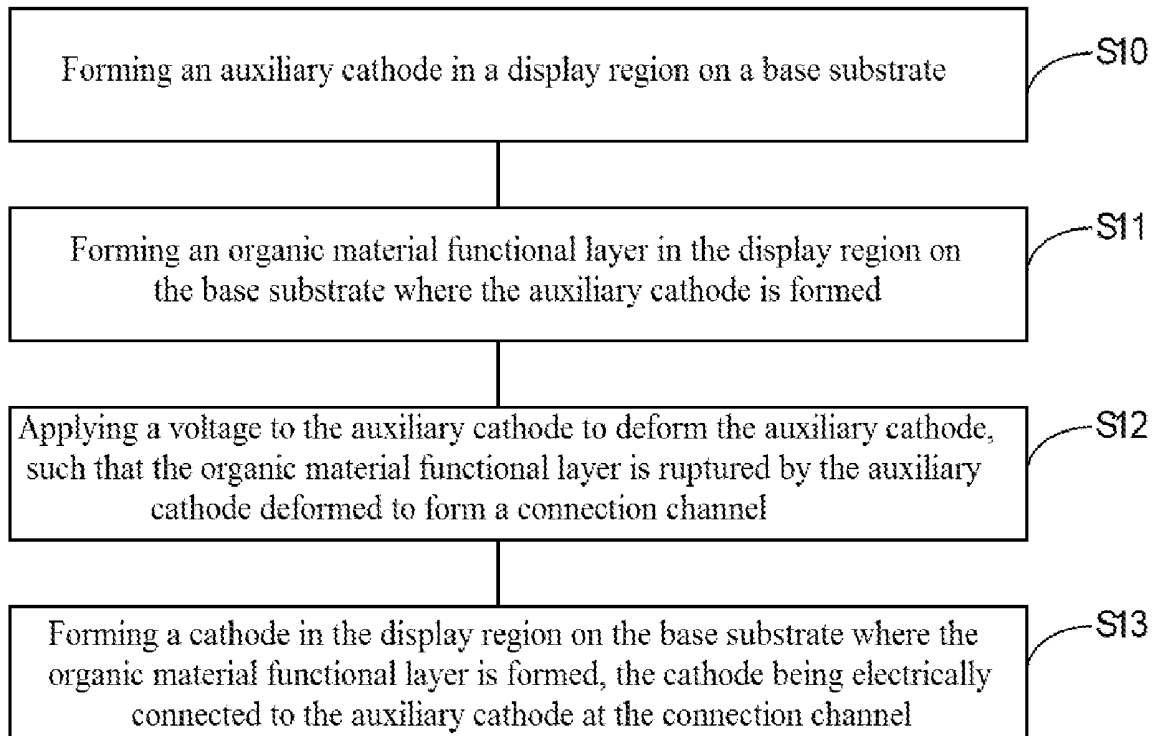 Forming an auxiliary cathode in a display region on a base substrate
S10
Forming an organic material functional layer in the display region on
the base substrate where the auxiliary cathode is formed
S11
Applying a voltage to the auxiliary cathode to deform the auxiliary cathode,
such that the organic material functional layer is ruptured by the auxiliary
cathode deformed to form a connection channel
S12
Forming a cathode in the display region on the base substrate where the
organic material functional layer is formed, the cathode being electrically
connected to the auxiliary cathode at the connection channel
S13